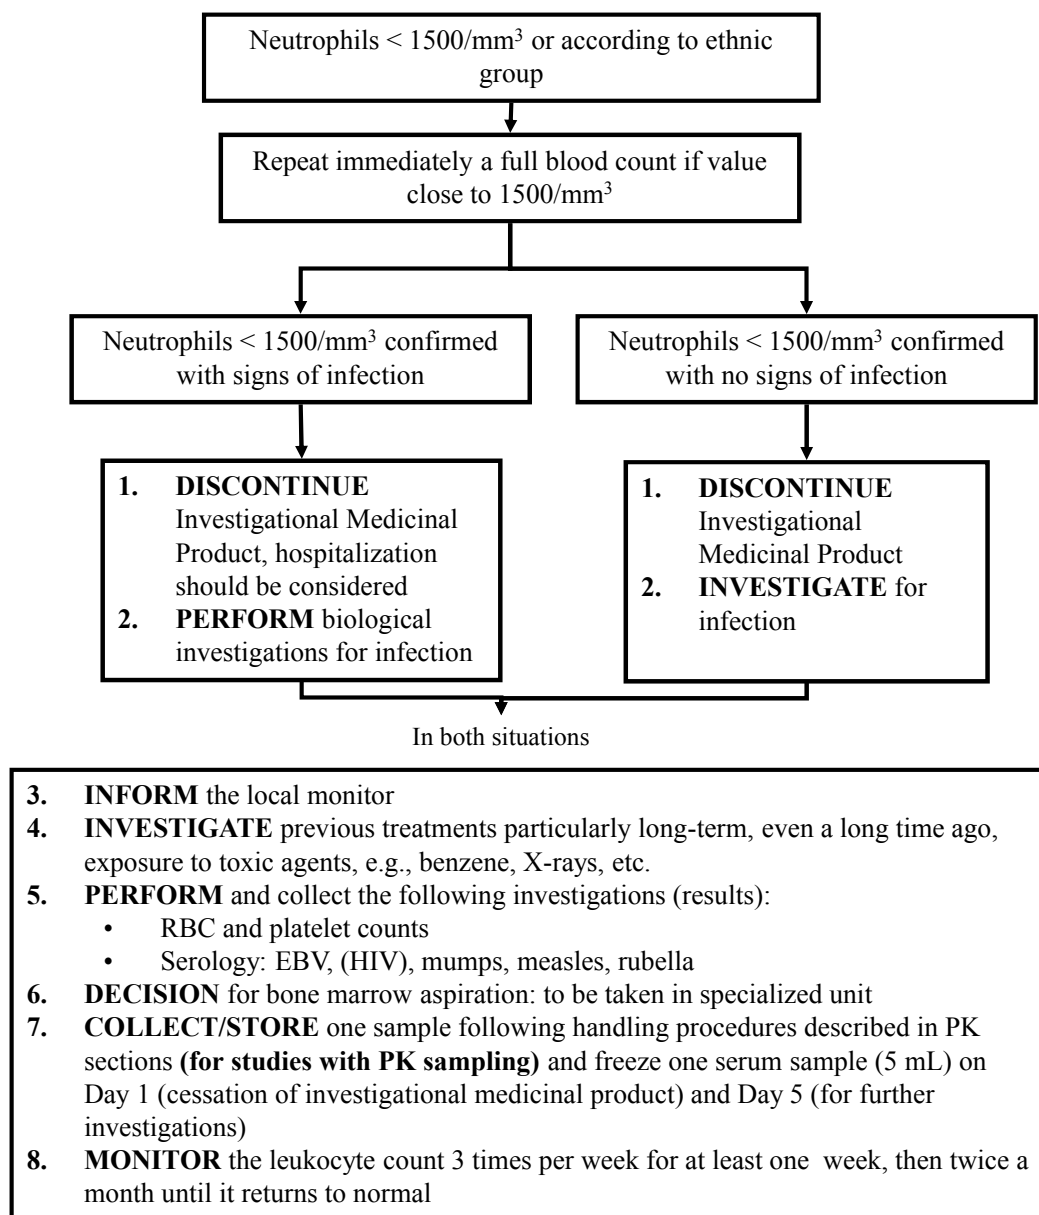 Neutrophils < 1500/mm³ or according to ethnic
group
Repeat immediately a full blood count if value
close to 1500/mm³
Neutrophils < 1500/mm³ confirmed
with signs of infection
Neutrophils < 1500/mm³ confirmed
with no signs of infection
1. DISCONTINUE
Investigational Medicinal
Product, hospitalization
should be considered
2. PERFORM biological
investigations for infection
1. DISCONTINUE
Investigational
Medicinal Product
2. INVESTIGATE for
infection
In both situations
3. INFORM the local monitor
4. INVESTIGATE previous treatments particularly long-term, even a long time ago,
exposure to toxic agents, e.g., benzene, X-rays, etc.
5. PERFORM and collect the following investigations (results):
• RBC and platelet counts
• Serology: EBV, (HIV), mumps, measles, rubella
6. DECISION for bone marrow aspiration: to be taken in specialized unit
7. COLLECT/STORE one sample following handling procedures described in PK
sections (for studies with PK sampling) and freeze one serum sample (5 mL) on
Day 1 (cessation of investigational medicinal product) and Day 5 (for further
investigations)
8. MONITOR the leukocyte count 3 times per week for at least one week, then twice a
month until it returns to normal